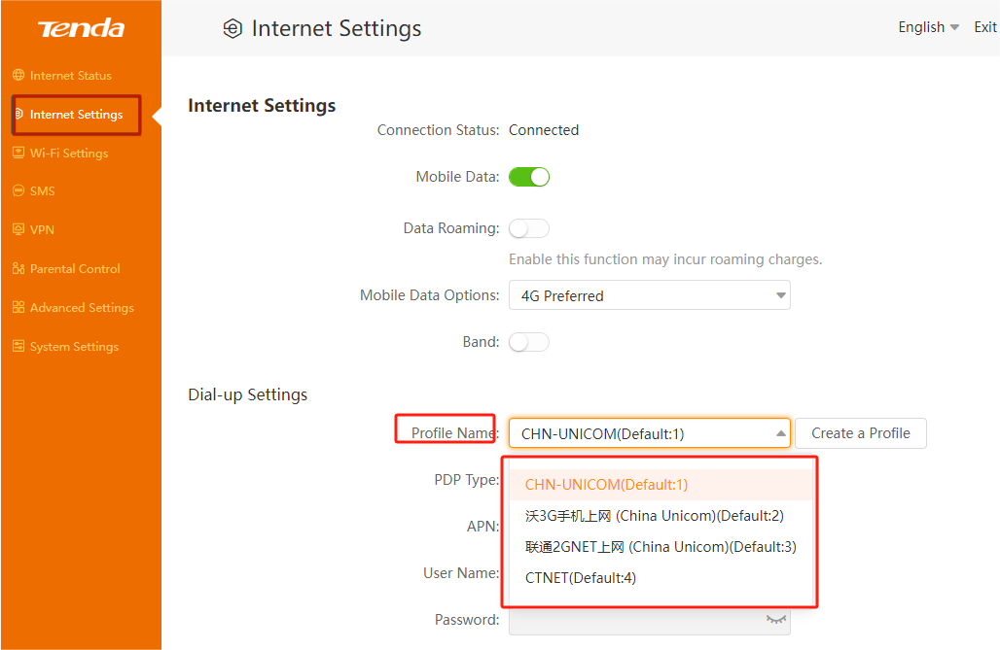 Tenda
Internet Settings
English
Exit
Internet Status
Internet Settings
Wi-Fi Settings
SMS
VPN
Parental Control
Advanced Settings
System Settings
Internet Settings
Connection Status: Connected
Mobile Data:
Data Roaming:
Enable this function may incur roaming charges.
Mobile Data Options: 4G Preferred
Band:
Dial-up Settings
Profile Name: CHN-UNICOM(Default:1) Create a Profile
PDP Type:
CHN-UNICOM(Default:1)
沃3G手机上网 (China Unicom)(Default:2)
APN:
联通2GNET上网 (China Unicom)(Default:3)
User Name:
CTNET(Default:4)
Password: